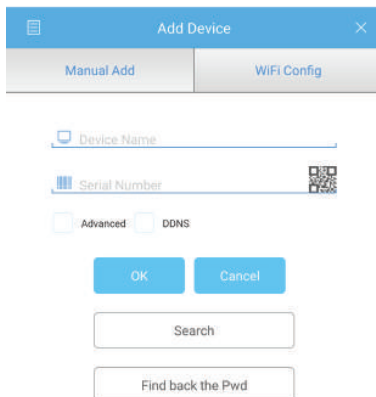 Add Device
Manual Add WiFi Config
Device Name
Serial Number
Advanced DDNS
OK Cancel
Search
Find back the Pwd